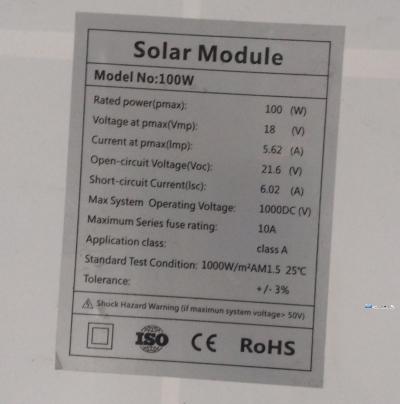 Solar Module
Model No:100W
Rated power(pmax): 100 (W)
Voltage at pmax(Vmp): 18 (V)
Current at pmax(Imp): 5.62 (A)
Open-circuit Voltage(Voc): 21.6 (V)
Short-circuit Current(Isc): 6.02 (A)
Max System Operating Voltage: 1000DC (V)
Maximum Series fuse rating: 10A
Application class: class A
Standard Test Condition: 1000W/m²AM1.5 25℃
Tolerance: +/- 3%
Shock Hazard Warning (if maximun system voltage> 50V)
ISO CE RoHS